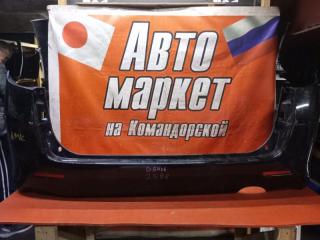 Авто
маркет
на Командорской